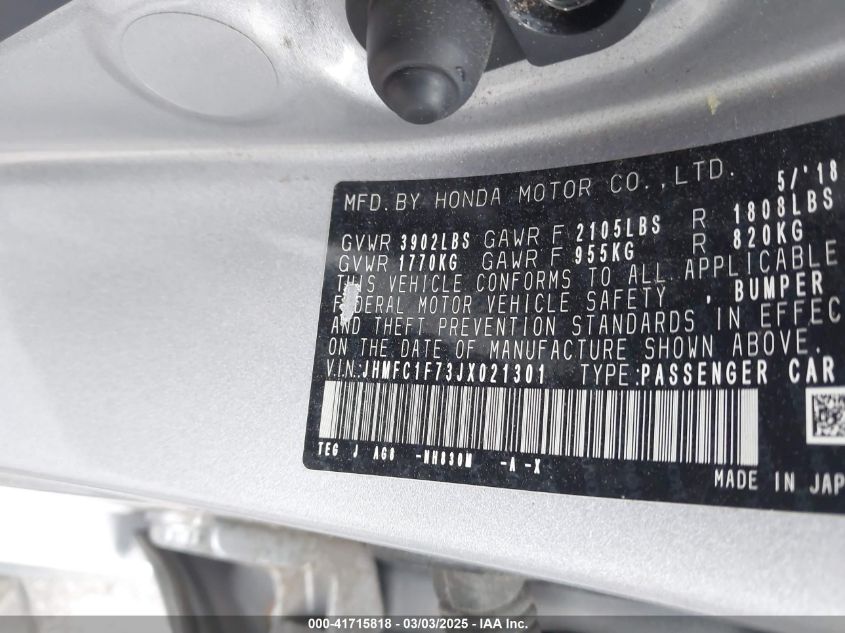 MFD. BY HONDA MOTOR CO., LTD. 5/'18
GVWR 3902LBS GAWR F 2105LBS R 1808LBS
GVWR 1770KG GAWR F 955KG R 820KG
THIS VEHICLE CONFORMS TO ALL APPLICABLE
FEDERAL MOTOR VEHICLE SAFETY , BUMPER
AND THEFT PREVENTION STANDARDS IN EFFEC
ON THE DATE OF MANUFACTURE SHOWN ABOVE.
V.I.N.: JHMFC1F73JX021301 TYPE: PASSENGER CAR
TEG J AG8 -NH830M -A -X
MADE IN JAP
000-41715818 - 03/03/2025 - IAA Inc.